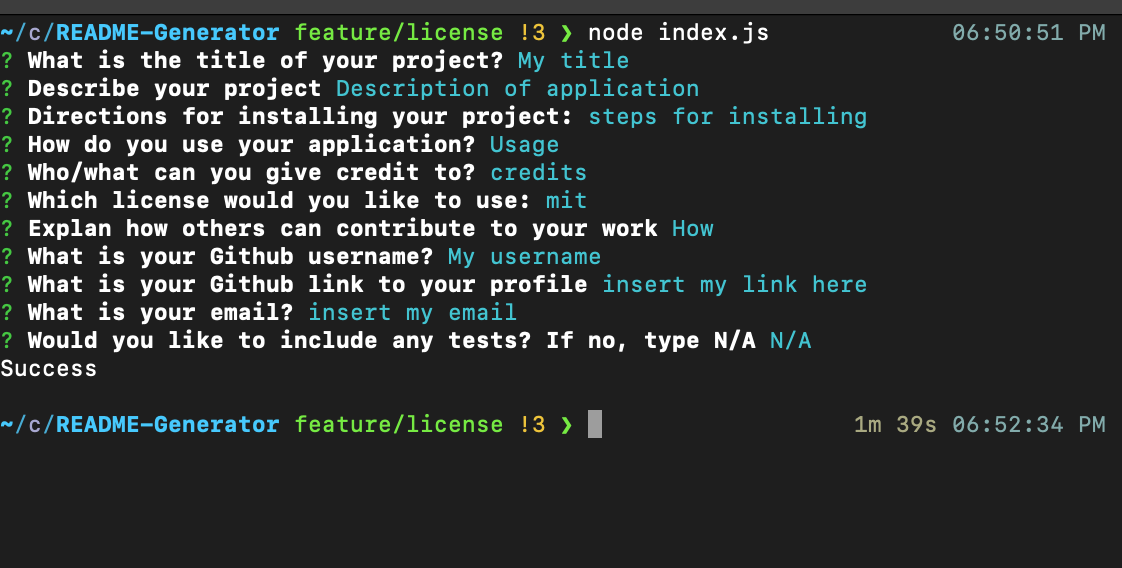 ~/c/README-Generator feature/license !3 ❯ node index.js 06:50:51 PM
? What is the title of your project? My title
? Describe your project Description of application
? Directions for installing your project: steps for installing
? How do you use your application? Usage
? Who/what can you give credit to? credits
? Which license would you like to use: mit
? Explan how others can contribute to your work How
? What is your Github username? My username
? What is your Github link to your profile insert my link here
? What is your email? insert my email
? Would you like to include any tests? If no, type N/A N/A
Success
~/c/README-Generator feature/license !3 ❯ 1m 39s 06:52:34 PM